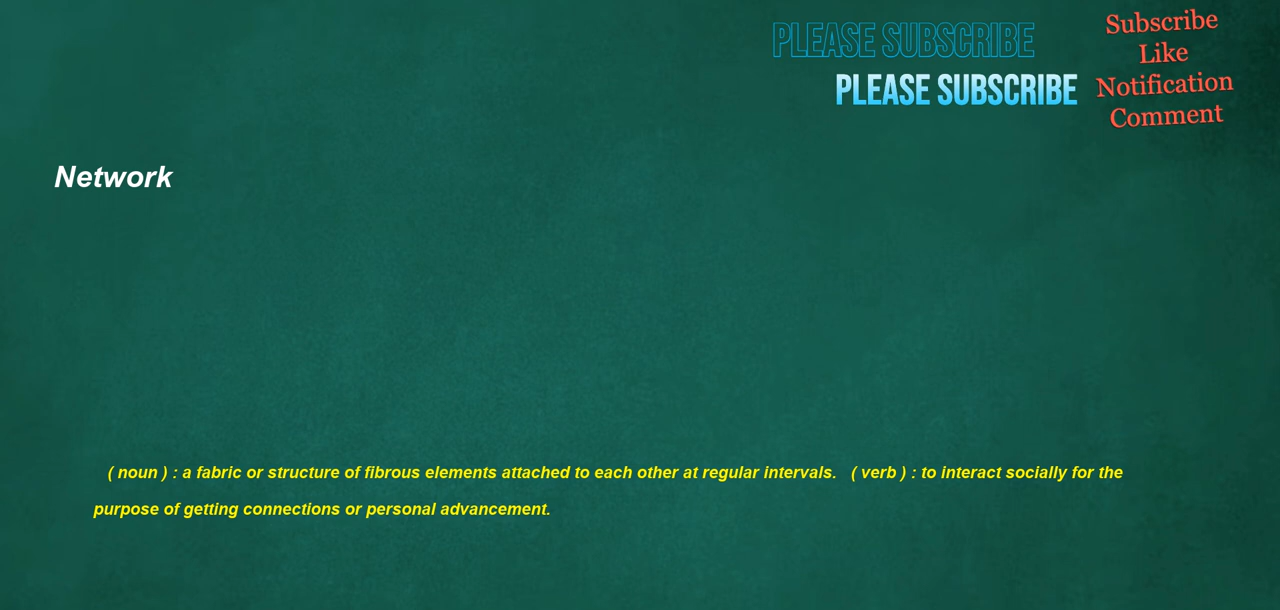 PLEASE SUBSCRIBE
PLEASE SUBSCRIBE
Subscribe
Like
Notification
Comment
Network
( noun ) : a fabric or structure of fibrous elements attached to each other at regular intervals. ( verb ) : to interact socially for the
purpose of getting connections or personal advancement.